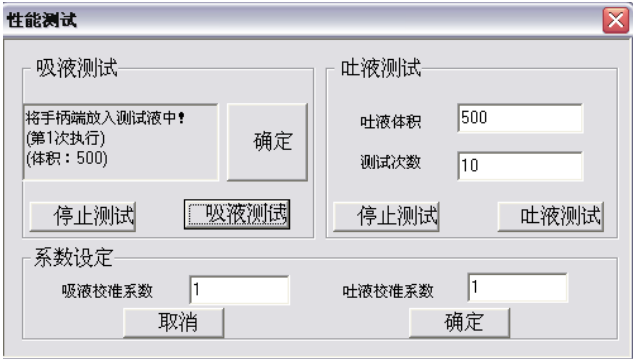 性能测试
吸液测试
将手柄端放入测试液中!
(第1次执行)
(体积：500)
确定
停止测试
吸液测试
吐液测试
吐液体积
500
测试次数
10
停止测试
吐液测试
系数设定
吸液校准系数
1
吐液校准系数
1
取消
确定